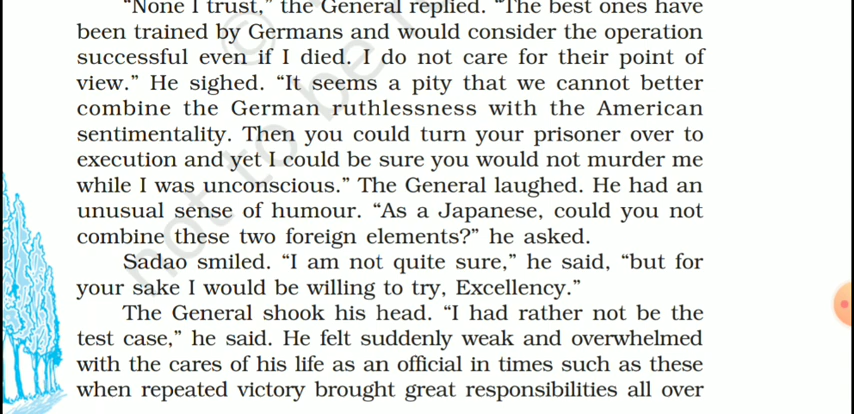 “None I trust,” the General replied. “The best ones have
been trained by Germans and would consider the operation
successful even if I died. I do not care for their point of
view.” He sighed. “It seems a pity that we cannot better
combine the German ruthlessness with the American
sentimentality. Then you could turn your prisoner over to
execution and yet I could be sure you would not murder me
while I was unconscious.” The General laughed. He had an
unusual sense of humour. “As a Japanese, could you not
combine these two foreign elements?” he asked.
Sadao smiled. “I am not quite sure,” he said, “but for
your sake I would be willing to try, Excellency.”
The General shook his head. “I had rather not be the
test case,” he said. He felt suddenly weak and overwhelmed
with the cares of his life as an official in times such as these
when repeated victory brought great responsibilities all over
not to be